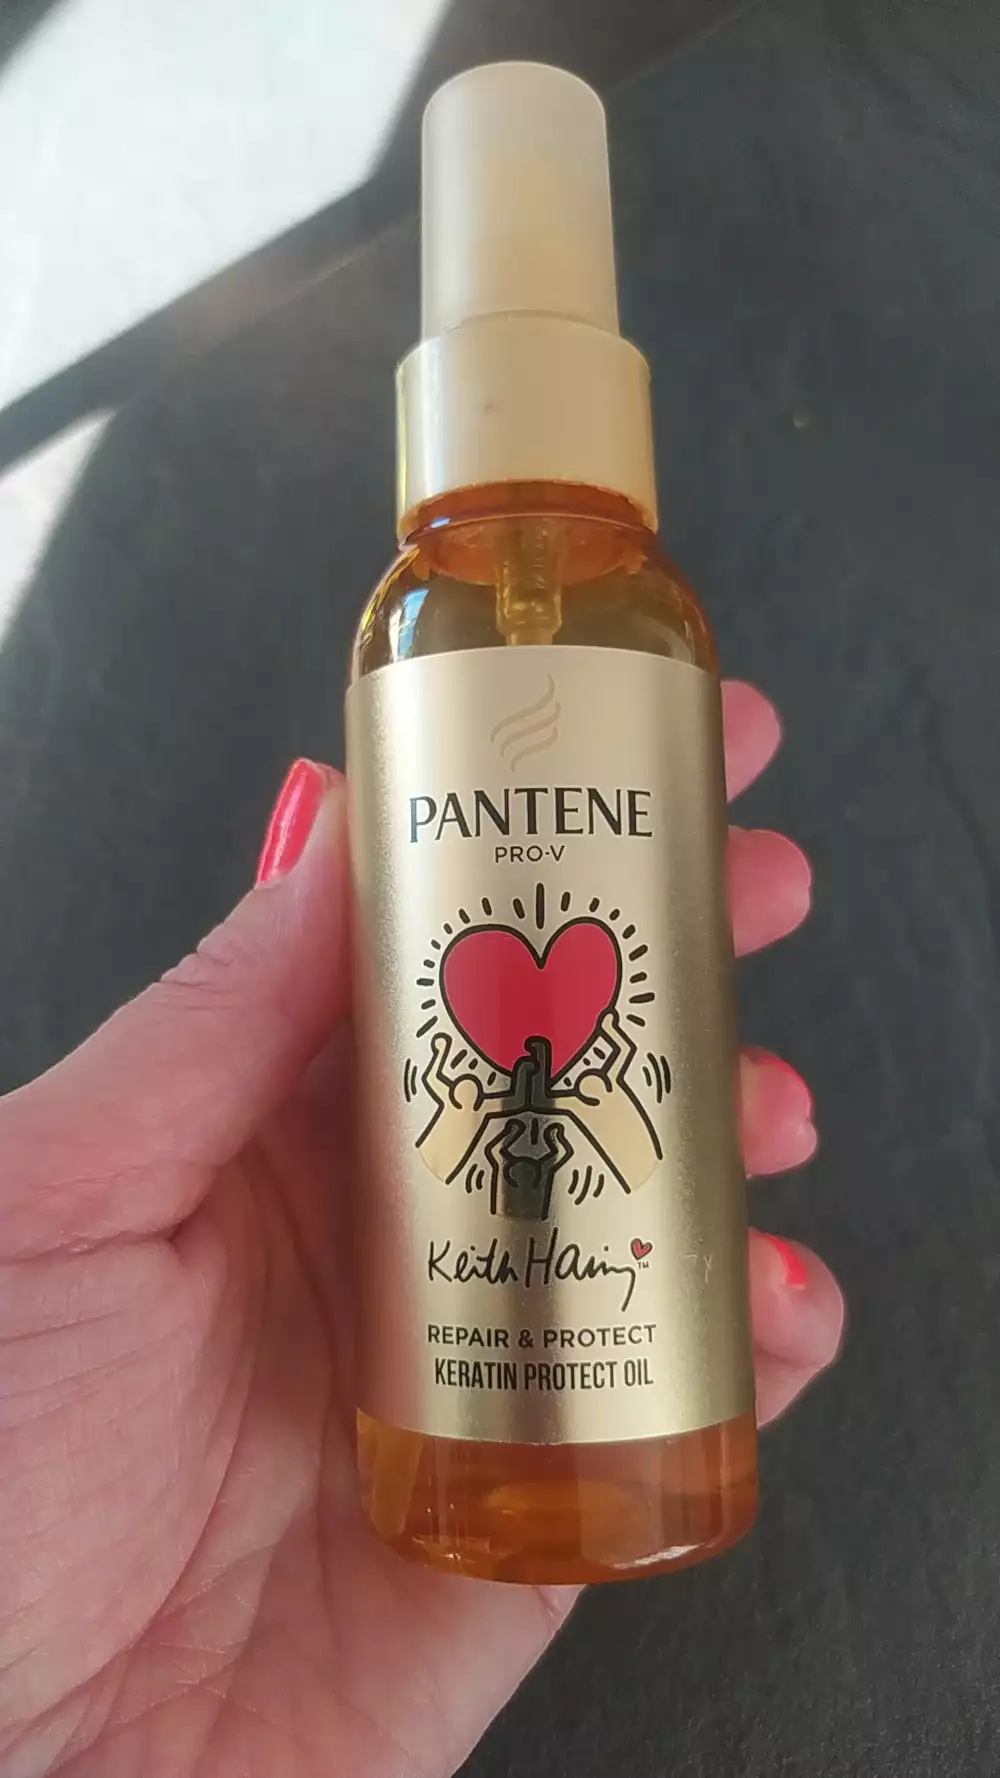 PANTENE
PRO-V
Keith Haring™
REPAIR & PROTECT
KERATIN PROTECT OIL